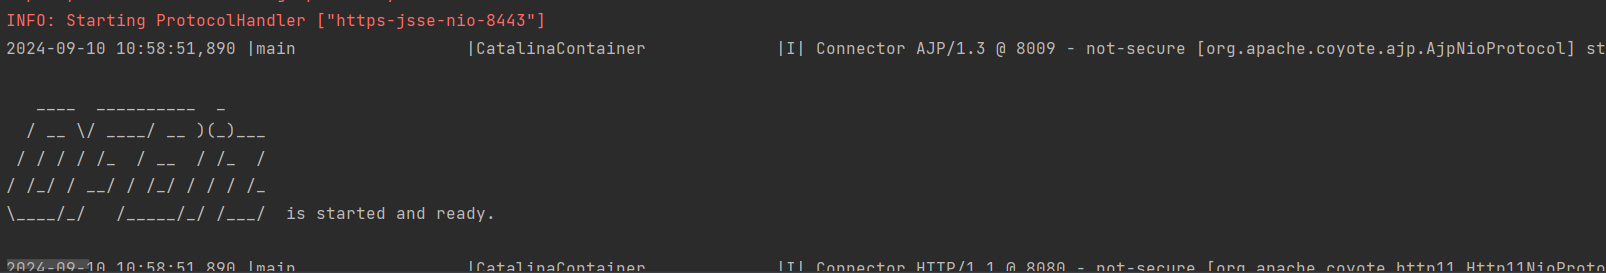 INFO: Starting ProtocolHandler ["https-jsse-nio-8443"]
2024-09-10 10:58:51,890 |main                 |CatalinaContainer             |I| Connector AJP/1.3 @ 8009 - not-secure [org.apache.coyote.ajp.AjpNioProtocol] st
   ____  __________  _
  / __ \/ ____/ __ )(_)___
 / / / / /_  / __  / /_  /
/ /_/ / __/ / /_/ / / / /_
\____/_/   /_____/_/ /___/  is started and ready.
2024-09-10 10:58:51,890 |main                 |CatalinaContainer             |I| Connector HTTP/1.1 @ 8080 - not-secure [org.apache.coyote.http11.Http11NioProto